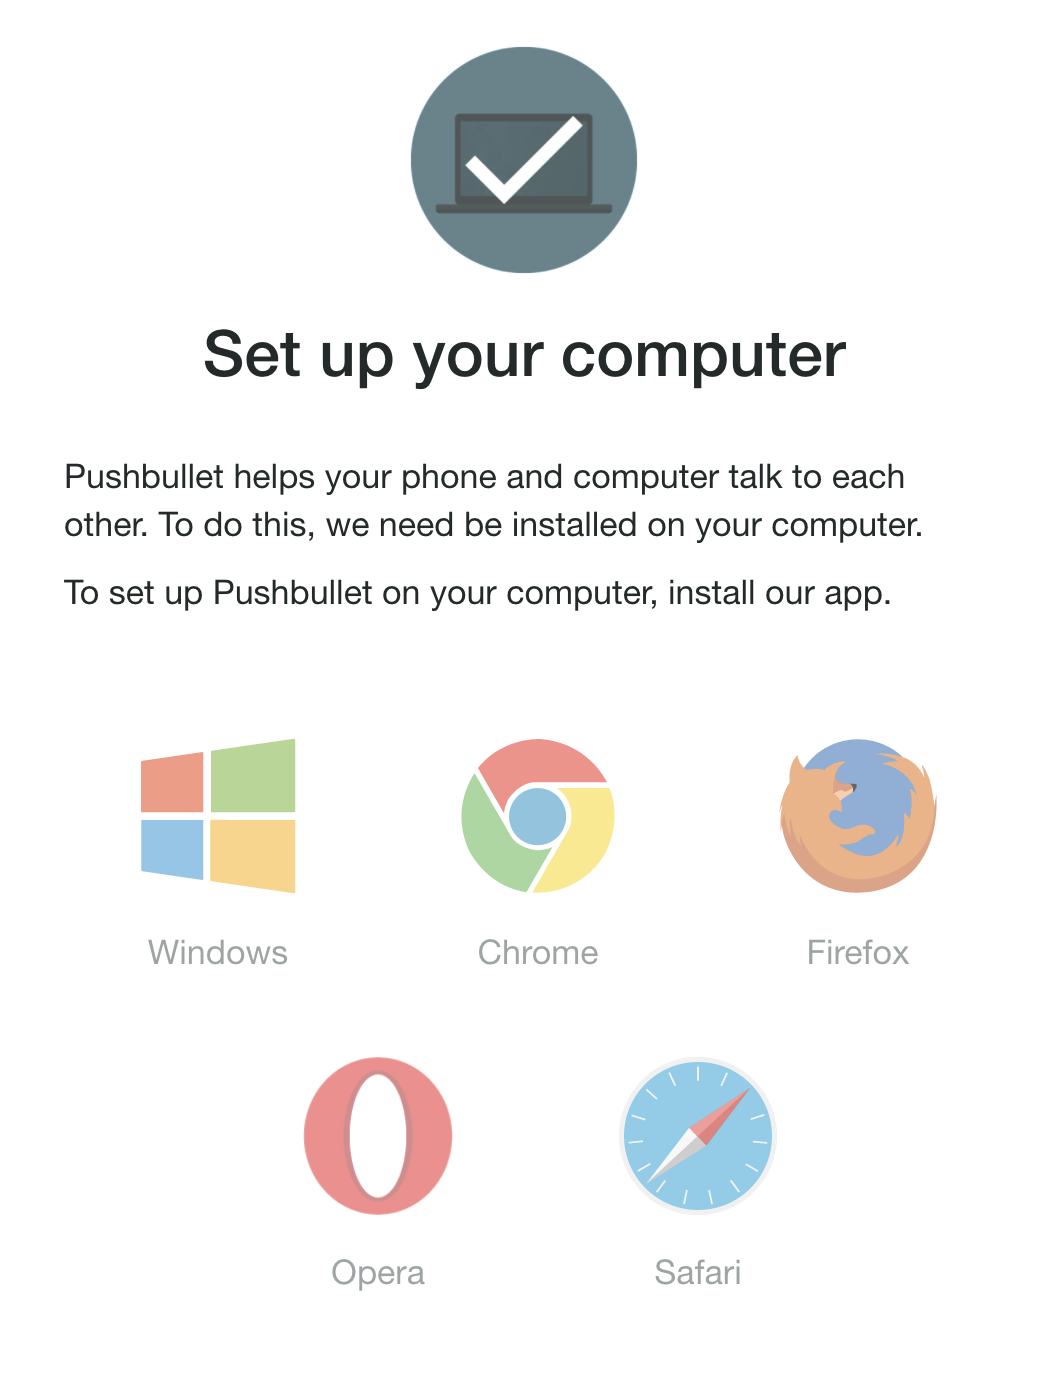 Set up your computer
Pushbullet helps your phone and computer talk to each
other. To do this, we need be installed on your computer.
To set up Pushbullet on your computer, install our app.
Windows
Chrome
Firefox
Opera
Safari